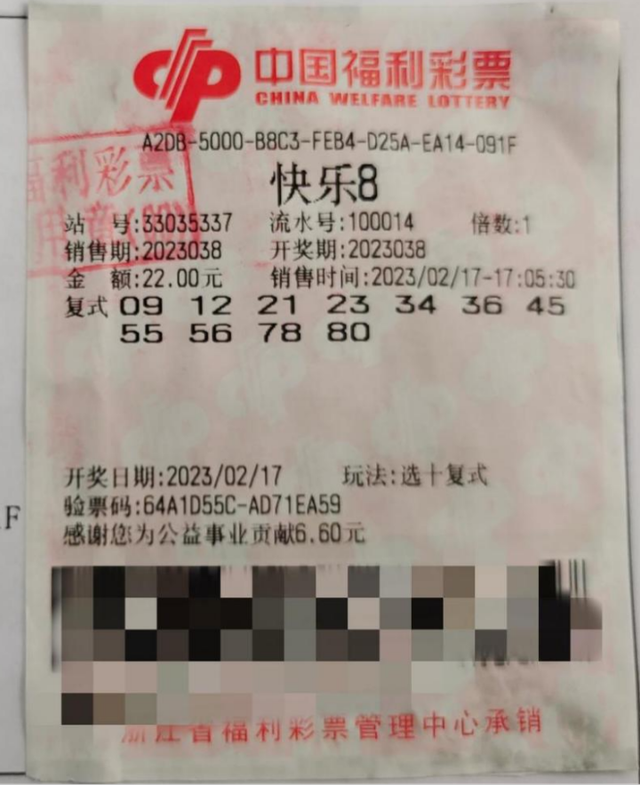 中国福利彩票
CHINA WELFARE LOTTERY
A2DB-5000-B8C3-FEB4-D25A-EA14-091F
福利彩票
快乐8
站 号:33035337 流水号:100014 倍数:1
销售期:2023038 开奖期:2023038
金 额:22.00元 销售时间:2023/02/17-17:05:30
复式 09 12 21 23 34 36 45
55 56 78 80
开奖日期:2023/02/17 玩法:选十复式
验票码:64A1D55C-AD71EA59
感谢您为公益事业贡献6.60元
F
浙江省福利彩票管理中心承销